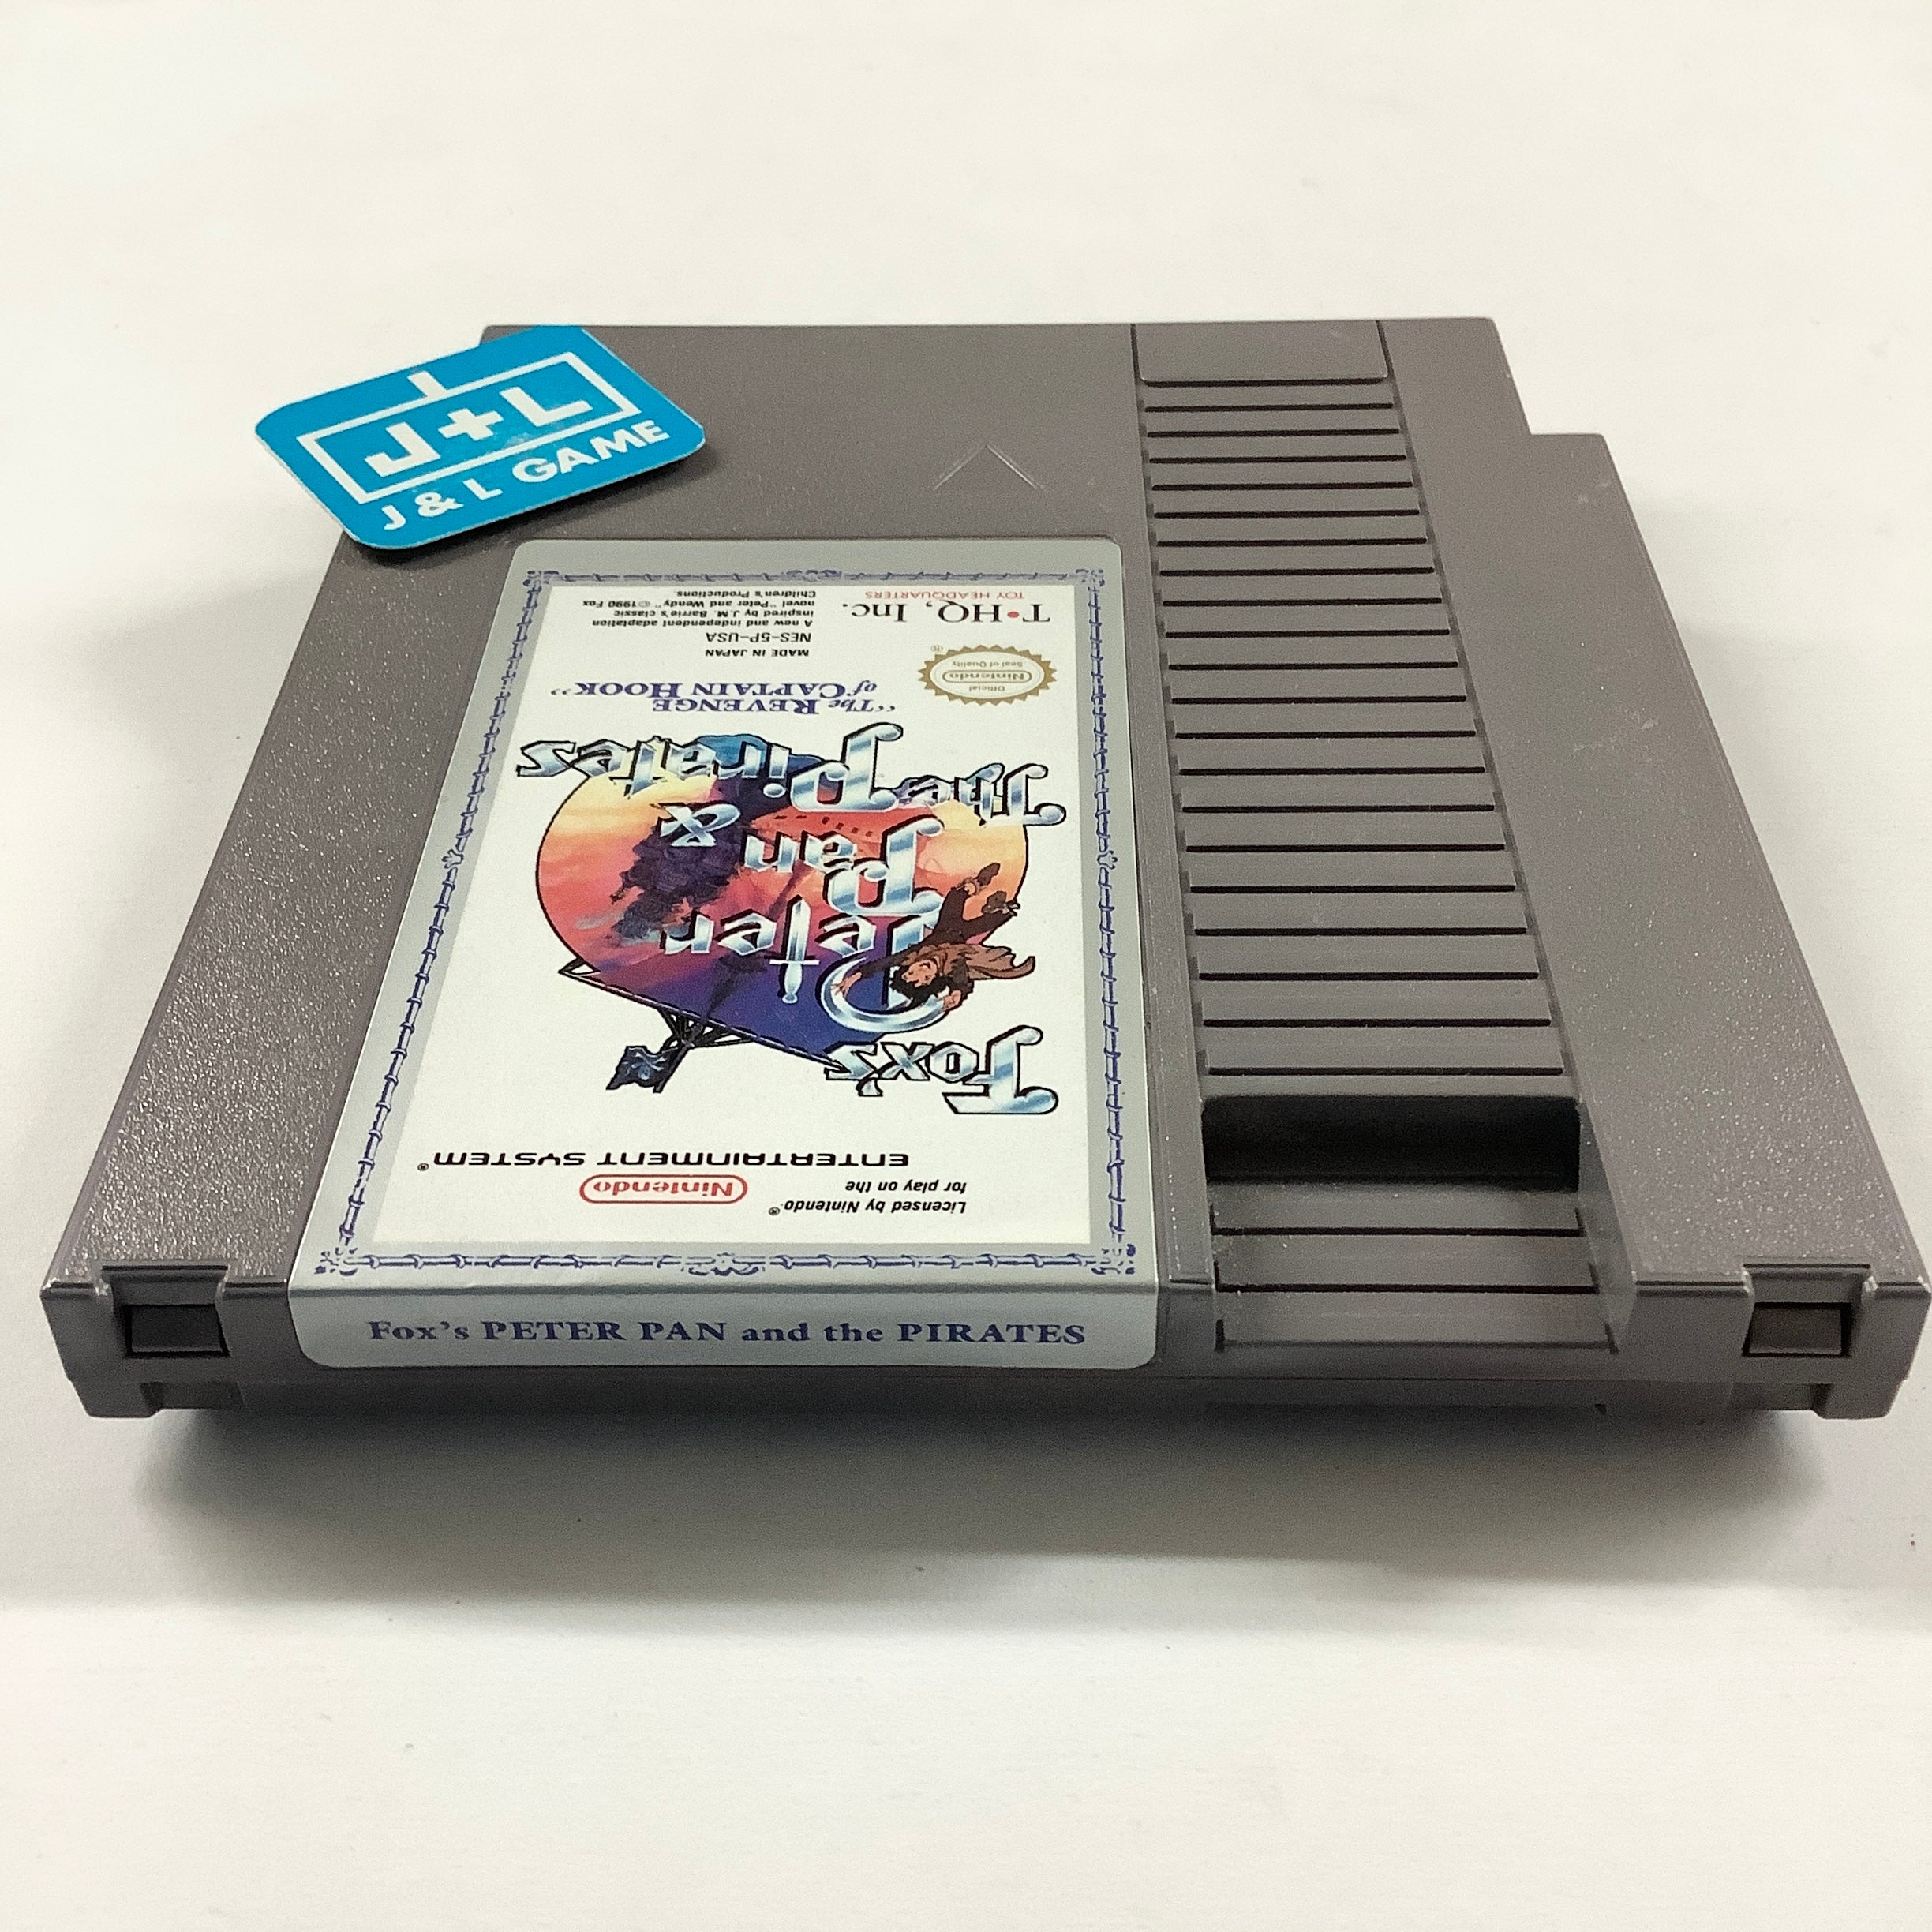 J+L
J & L GAME
Licensed by Nintendo®
for play on the
Nintendo
ENTERTAINMENT SYSTEM®
Fox's
Peter
Pan &
The Pirates
"The REVENGE
of CAPTAIN HOOK"
Official
Nintendo
Seal of Quality
®
MADE IN JAPAN
NES-5P-USA
A new and independent adaptation
inspired by J.M. Barrie's classic
novel "Peter and Wendy" ©1990 Fox
Children's Productions.
T•HQ, Inc.
TOY HEADQUARTERS
Fox's PETER PAN and the PIRATES